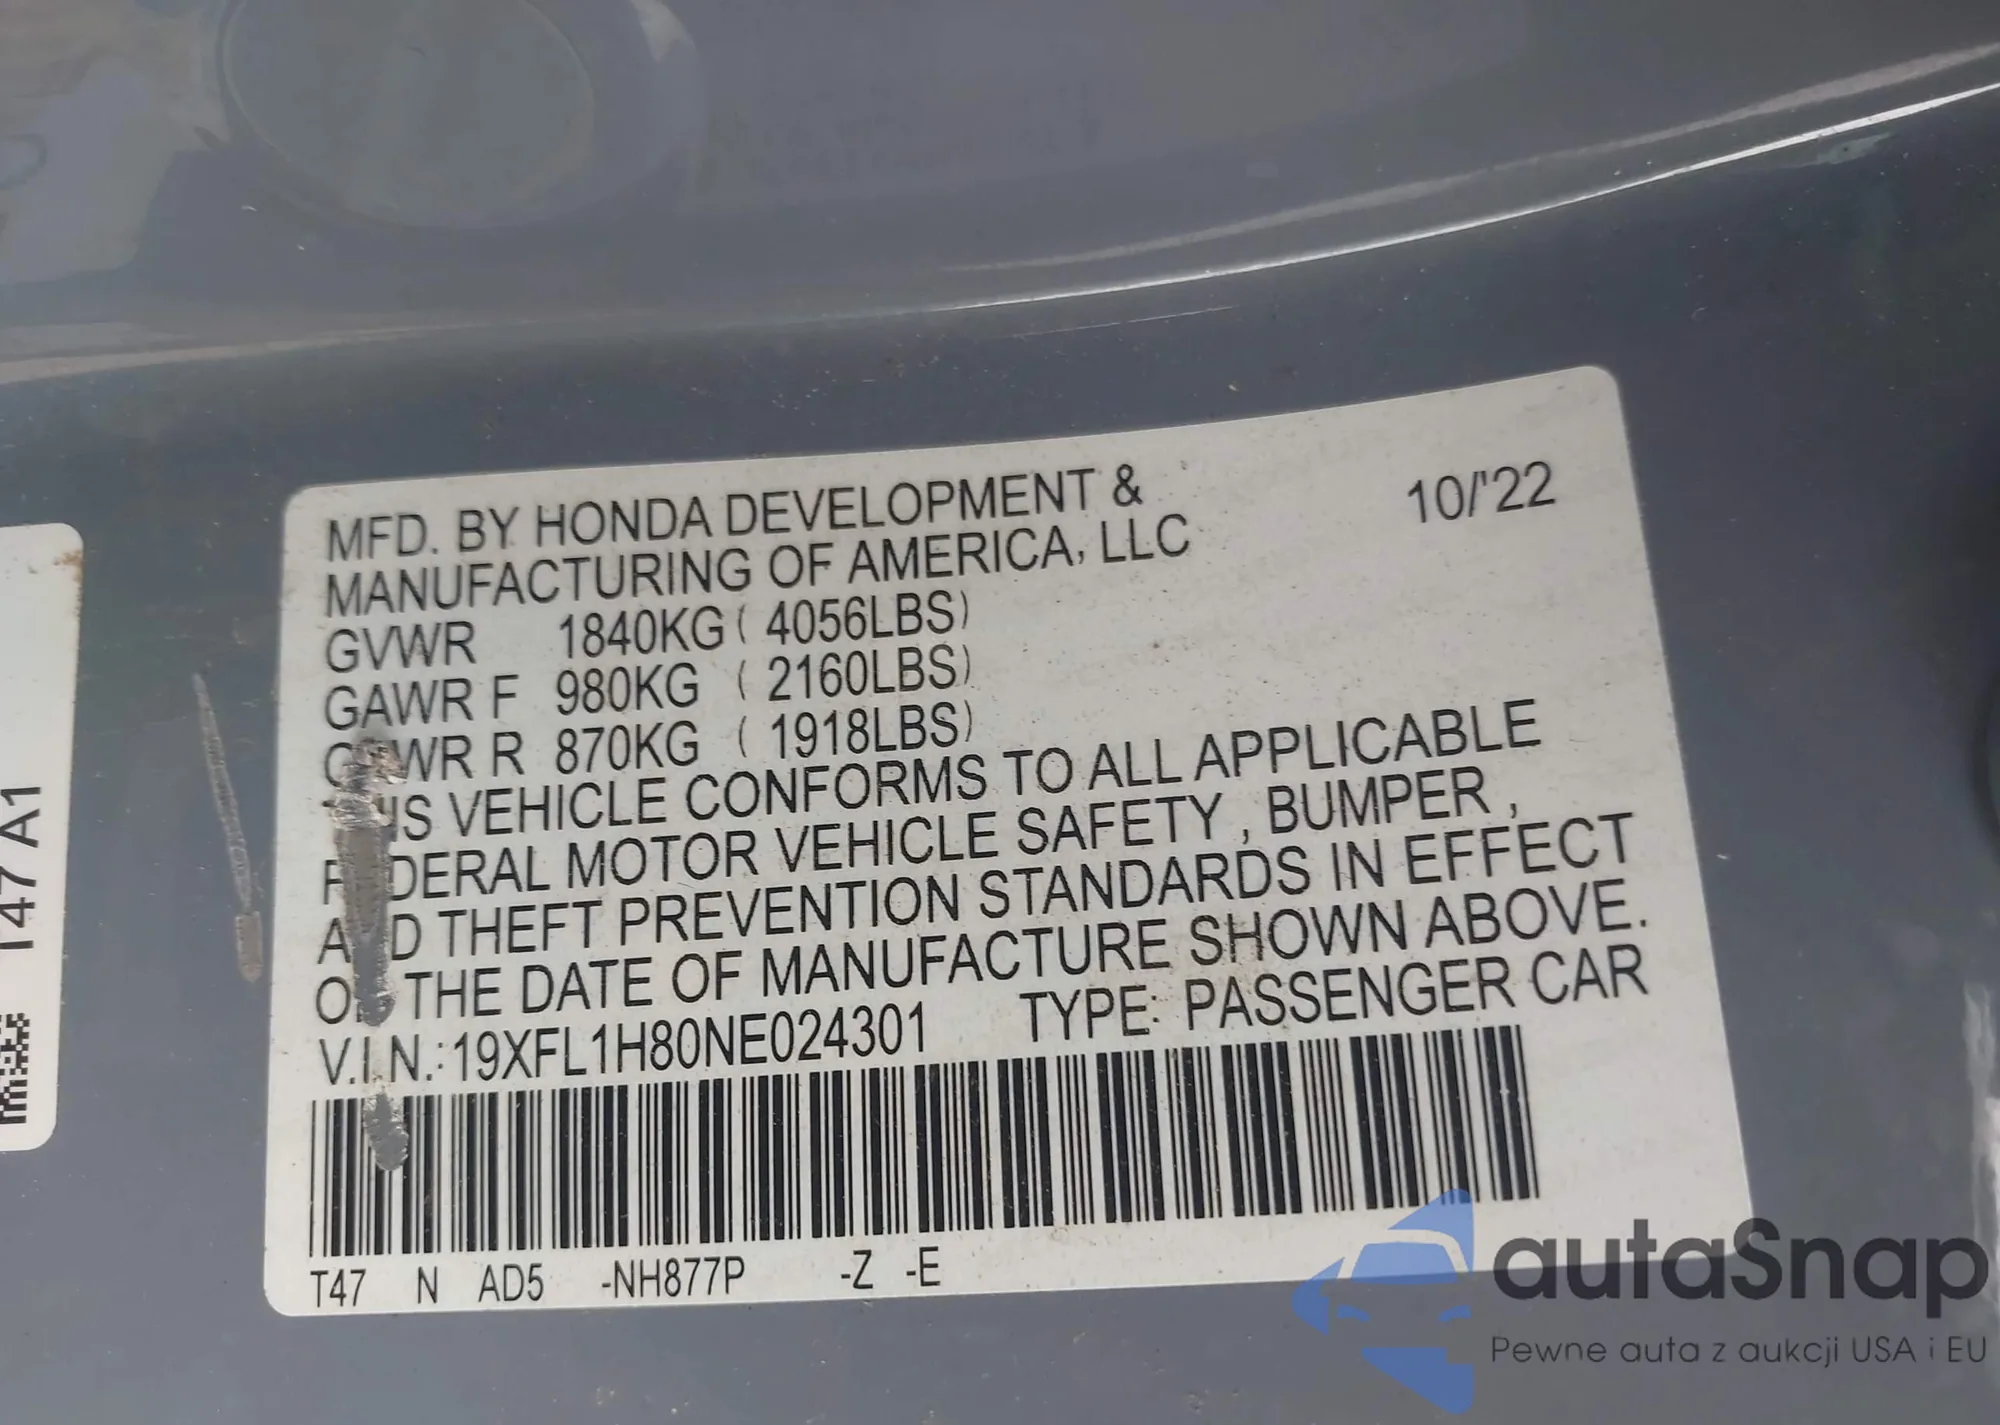 MFD. BY HONDA DEVELOPMENT & 10/'22
MANUFACTURING OF AMERICA, LLC
GVWR 1840KG ( 4056LBS)
GAWR F 980KG ( 2160LBS)
WR R 870KG ( 1918LBS)
VEHICLE CONFORMS TO ALL APPLICABLE
MOTOR VEHICLE SAFETY , BUMPER ,
THEFT PREVENTION STANDARDS IN EFFECT
THE DATE OF MANUFACTURE SHOWN ABOVE.
V.I.N.: 19XFL1H80NE024301 TYPE: PASSENGER CAR
T47 N AD5 -NH877P -Z -E
T47 A1
autaSnap
Pewne auta z aukcji USA i EU